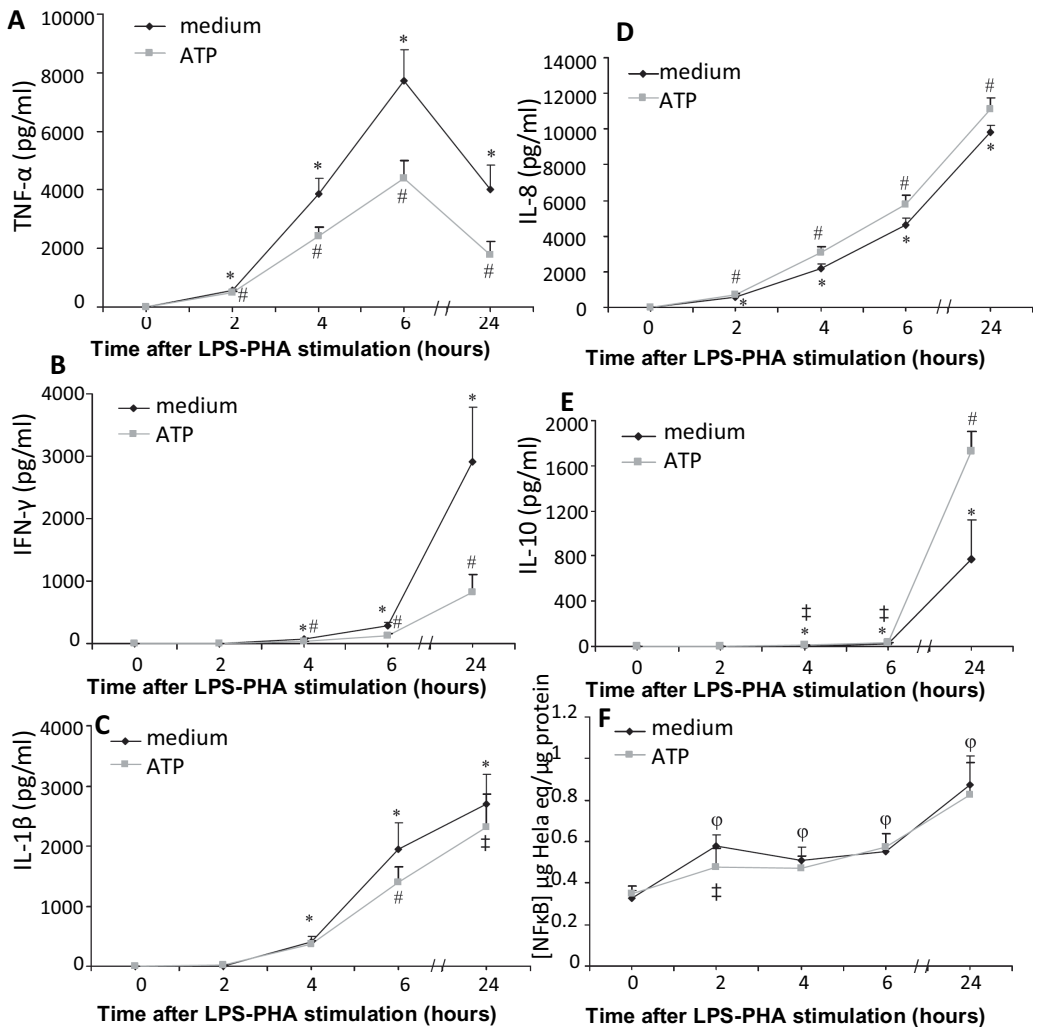 A
10000
medium
ATP
8000
6000
4000
2000
0
TNF-α (pg/ml)
*
*
*
*
#
#
#
#
0 2 4 6 24
Time after LPS-PHA stimulation (hours)
B
4000
medium
ATP
3000
2000
1000
0
IFN-γ (pg/ml)
*
#
*#
*
#
0 2 4 6 24
Time after LPS-PHA stimulation (hours)
C
4000
medium
ATP
3000
2000
1000
0
IL-1β (pg/ml)
*
*
*
#
‡
0 2 4 6 24
Time after LPS-PHA stimulation (hours)
D
14000
medium
ATP
12000
10000
8000
6000
4000
2000
0
IL-8 (pg/ml)
#
#
#
#
*
*
*
*
0 2 4 6 24
Time after LPS-PHA stimulation (hours)
E
2000
medium
ATP
1600
1200
800
400
0
IL-10 (pg/ml)
#
*
‡
*
‡
*
0 2 4 6 24
Time after LPS-PHA stimulation (hours)
F
1.2
medium
ATP
1
0.8
0.6
0.4
0.2
0
[NFκB] µg Hela eq/µg protein
φ
φ
φ
φ
‡
0 2 4 6 24
Time after LPS-PHA stimulation (hours)